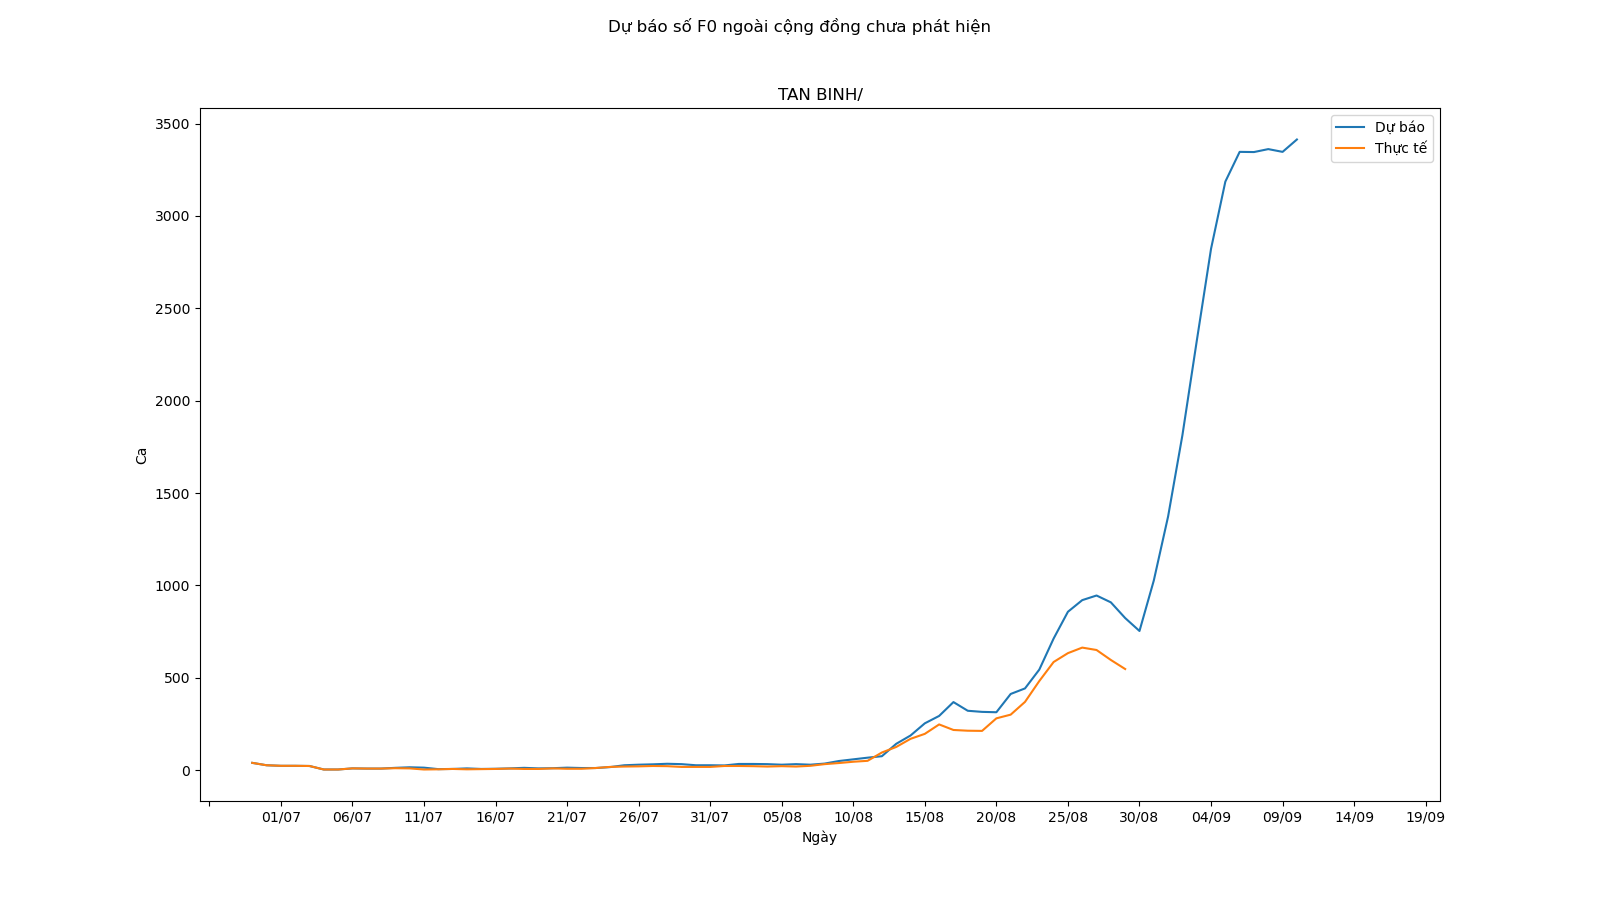 Dự báo số F0 ngoài cộng đồng chưa phát hiện
TAN BINH/
Dự báo
Thực tế
3500
3000
2500
2000
1500
1000
500
0
Ca
01/07 06/07 11/07 16/07 21/07 26/07 31/07 05/08 10/08 15/08 20/08 25/08 30/08 04/09 09/09 14/09 19/09
Ngày